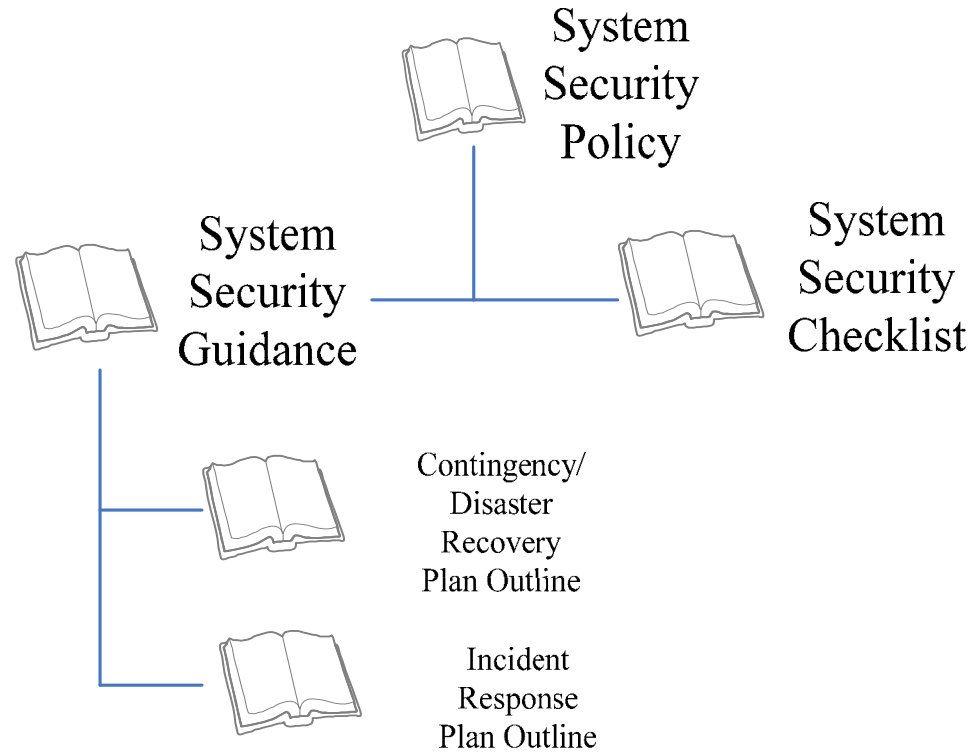 System
Security
Policy
System
Security
Guidance
System
Security
Checklist
Contingency/
Disaster
Recovery
Plan Outline
Incident
Response
Plan Outline